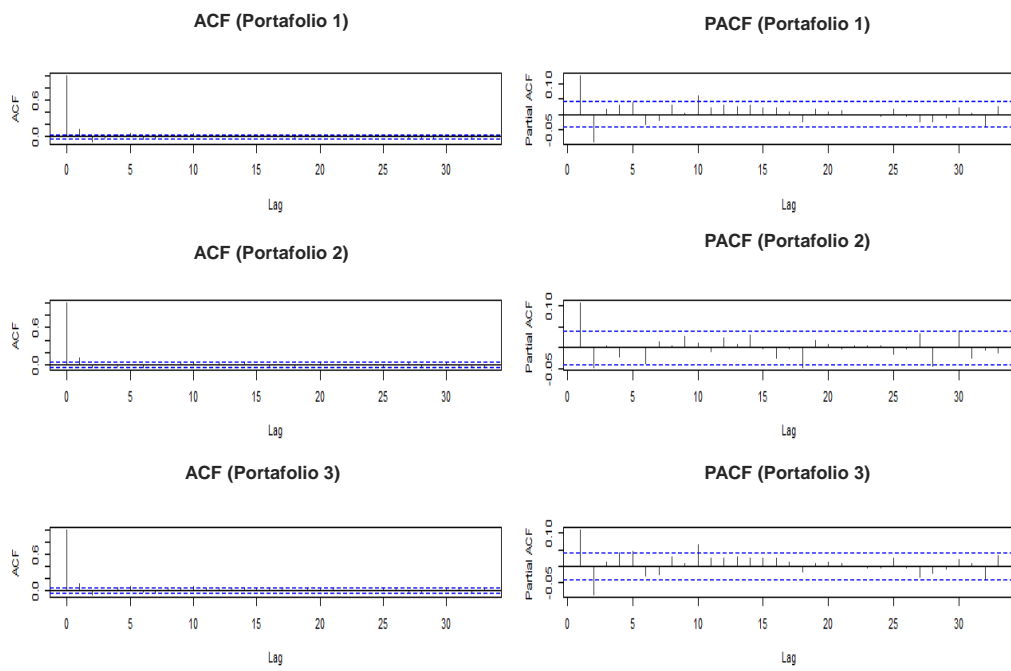 ACF (Portafolio 1)
PACF (Portafolio 1)
ACF
0.0 0.6
0 5 10 15 20 25 30
Lag
Partial ACF
-0.05 0.10
0 5 10 15 20 25 30
Lag
ACF (Portafolio 2)
PACF (Portafolio 2)
ACF
0.0 0.6
0 5 10 15 20 25 30
Lag
Partial ACF
-0.05 0.10
0 5 10 15 20 25 30
Lag
ACF (Portafolio 3)
PACF (Portafolio 3)
ACF
0.0 0.6
0 5 10 15 20 25 30
Lag
Partial ACF
-0.05 0.10
0 5 10 15 20 25 30
Lag